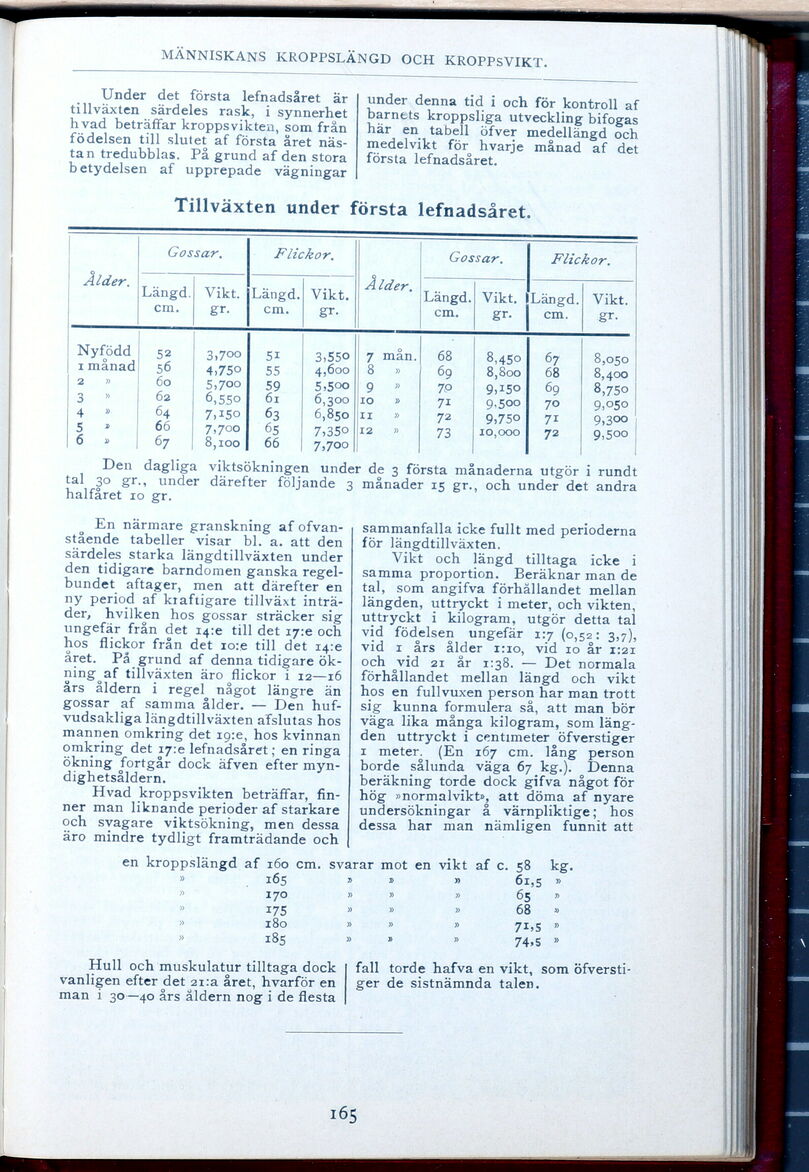 MÄNNISKANS KROPPSLÄNGD OCH KROPPSVIKT.
Under det första lefnadsåret är
tillväxten särdeles rask, i synnerhet
hvad beträffar kroppsvikten, som från
födelsen till slutet af första året näs-
tan tredubblas. På grund af den stora
betydelsen af upprepade vägningar
under denna tid i och för kontroll af
barnets kroppsliga utveckling bifogas
här en tabell öfver medellängd och
medelvikt för hvarje månad af det
första lefnadsåret.
Tillväxten under första lefnadsåret.
Ålder. Gossar. Flickor. Ålder. Gossar. Flickor.
Längd. Vikt. Längd. Vikt. Längd. Vikt. Längd. Vikt.
cm. gr. cm. gr. cm. gr. cm. gr.
Nyfödd 52 3,700 51 3,550 7 mån. 68 8,450 67 8,050
1 månad 56 4,750 55 4,600 8 » 69 8,800 68 8,400
2 » 60 5,700 59 5,500 9 » 70 9,150 69 8,750
3 » 62 6,550 61 6,300 10 » 71 9,500 70 9,050
4 » 64 7,150 63 6,850 11 » 72 9,750 71 9,300
5 » 66 7,700 65 7,350 12 » 73 10,000 72 9,500
6 » 67 8,100 66 7,700
Den dagliga viktsökningen under de 3 första månaderna utgör i rundt
tal 30 gr., under därefter följande 3 månader 15 gr., och under det andra
halfåret 10 gr.
En närmare granskning af ofvan-
stående tabeller visar bl. a. att den
särdeles starka längdtillväxten under
den tidigare barndomen ganska regel-
bundet aftager, men att därefter en
ny period af kraftigare tillväxt inträ-
der, hvilken hos gossar sträcker sig
ungefär från det 14:e till det 17:e och
hos flickor från det 10:e till det 14:e
året. På grund af denna tidigare ök-
ning af tillväxten äro flickor i 12—16
års åldern i regel något längre än
gossar af samma ålder. — Den huf-
vudsakliga längdtillväxten afslutas hos
mannen omkring det 19:e, hos kvinnan
omkring det 17:e lefnadsåret; en ringa
ökning fortgår dock äfven efter myn-
dighetsåldern.
Hvad kroppsvikten beträffar, fin-
ner man liknande perioder af starkare
och svagare viktsökning, men dessa
äro mindre tydligt framträdande och
sammanfalla icke fullt med perioderna
för längdtillväxten.
Vikt och längd tilltaga icke i
samma proportion. Beräknar man de
tal, som angifva förhållandet mellan
längden, uttryckt i meter, och vikten,
uttryckt i kilogram, utgör detta tal
vid födelsen ungefär 1:7 (0,52: 3,7),
vid 1 års ålder 1:10, vid 10 år 1:21
och vid 21 år 1:38. — Det normala
förhållandet mellan längd och vikt
hos en fullvuxen person har man trott
sig kunna formulera så, att man bör
väga lika många kilogram, som läng-
den uttryckt i centimeter öfverstiger
1 meter. (En 167 cm. lång person
borde sålunda väga 67 kg.). Denna
beräkning torde dock gifva något för
hög »normalvikt», att döma af nyare
undersökningar å värnpliktige; hos
dessa har man nämligen funnit att
en kroppslängd af 160 cm. svarar mot en vikt af c. 58 kg.
» 165 » » » 61,5 »
» 170 » » » 65 »
» 175 » » » 68 »
» 180 » » » 71,5 »
» 185 » » » 74,5 »
Hull och muskulatur tilltaga dock
vanligen efter det 21:a året, hvarför en
man i 30—40 års åldern nog i de flesta
fall torde hafva en vikt, som öfversti-
ger de sistnämnda talen.
165